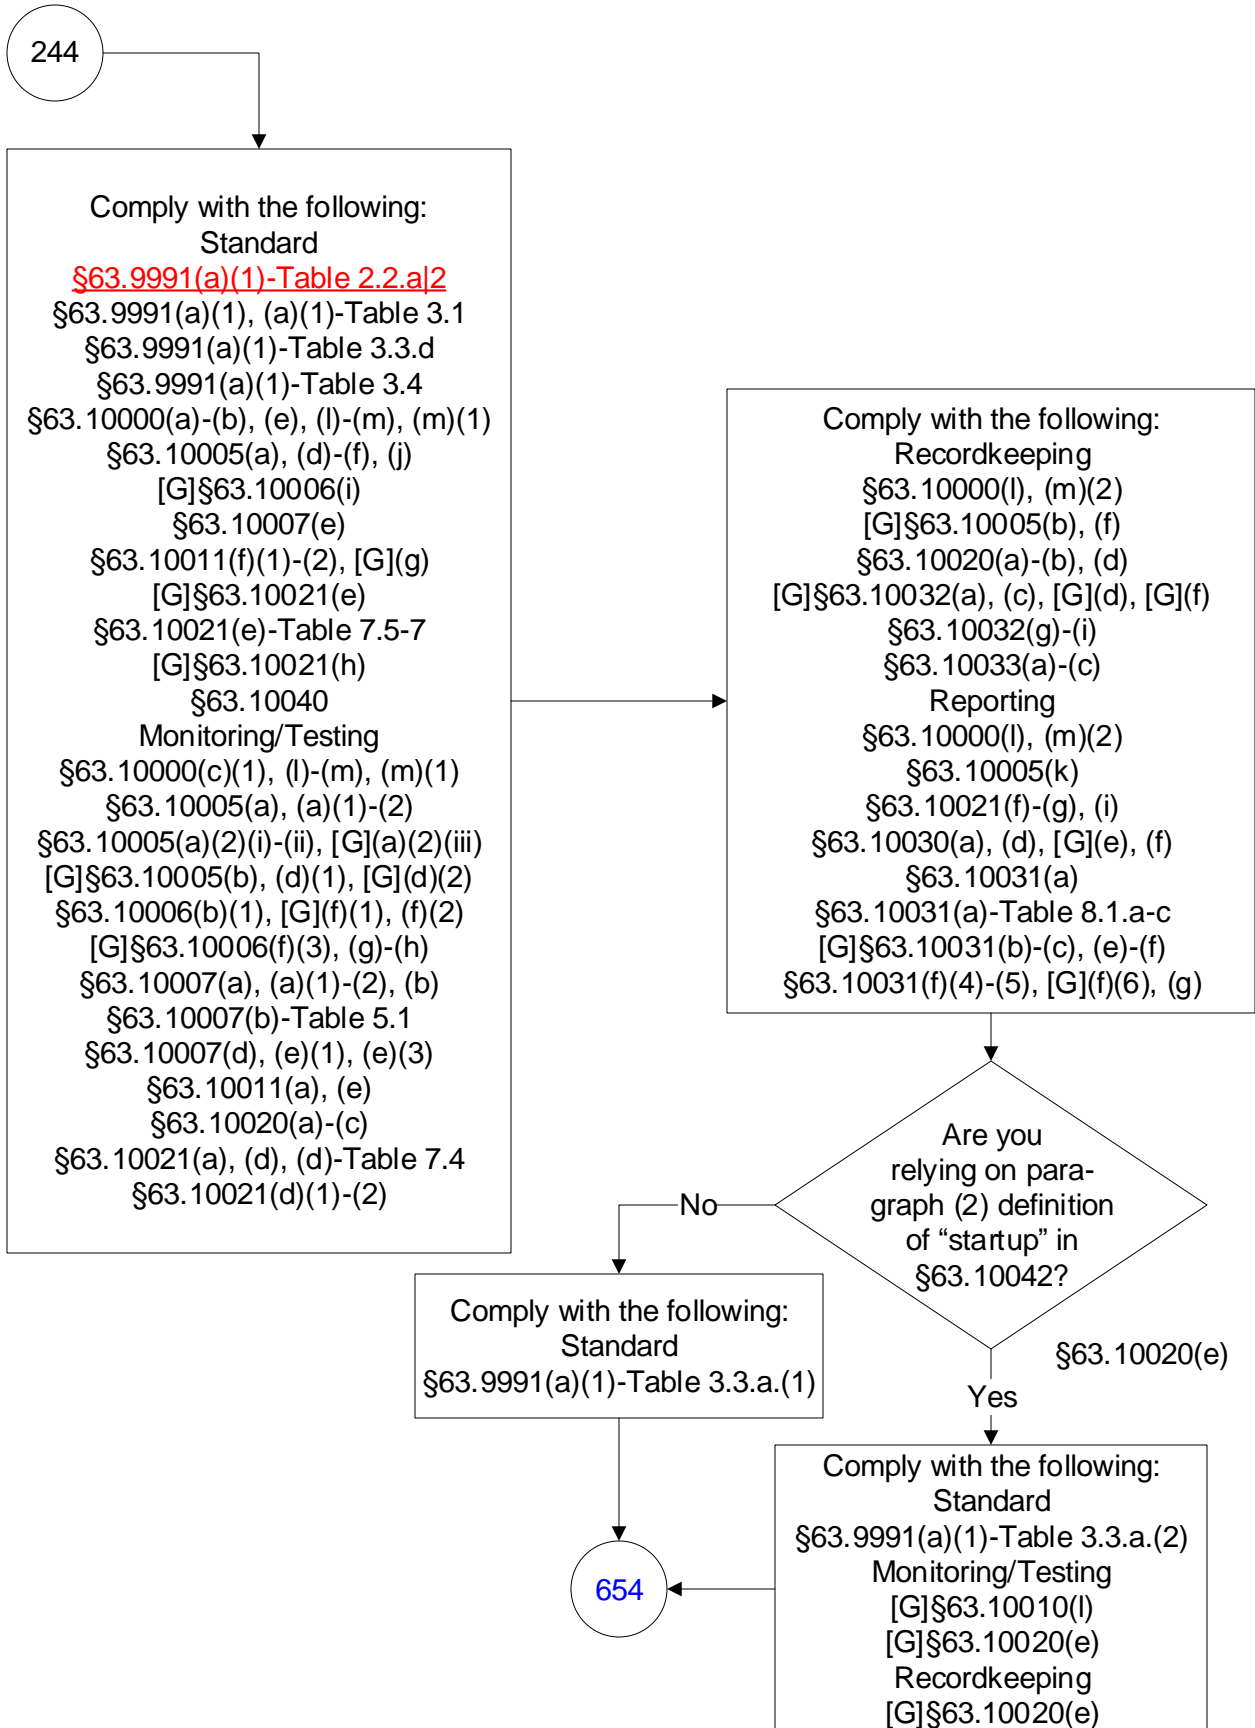 244
Comply with the following:
Standard
§63.9991(a)(1)-Table 2.2.a|2
§63.9991(a)(1), (a)(1)-Table 3.1
§63.9991(a)(1)-Table 3.3.d
§63.9991(a)(1)-Table 3.4
§63.10000(a)-(b), (e), (l)-(m), (m)(1)
§63.10005(a), (d)-(f), (j)
[G]§63.10006(i)
§63.10007(e)
§63.10011(f)(1)-(2), [G](g)
[G]§63.10021(e)
§63.10021(e)-Table 7.5-7
[G]§63.10021(h)
§63.10040
Monitoring/Testing
§63.10000(c)(1), (l)-(m), (m)(1)
§63.10005(a), (a)(1)-(2)
§63.10005(a)(2)(i)-(ii), [G](a)(2)(iii)
[G]§63.10005(b), (d)(1), [G](d)(2)
§63.10006(b)(1), [G](f)(1), (f)(2)
[G]§63.10006(f)(3), (g)-(h)
§63.10007(a), (a)(1)-(2), (b)
§63.10007(b)-Table 5.1
§63.10007(d), (e)(1), (e)(3)
§63.10011(a), (e)
§63.10020(a)-(c)
§63.10021(a), (d), (d)-Table 7.4
§63.10021(d)(1)-(2)
Comply with the following:
Recordkeeping
§63.10000(l), (m)(2)
[G]§63.10005(b), (f)
§63.10020(a)-(b), (d)
[G]§63.10032(a), (c), [G](d), [G](f)
§63.10032(g)-(i)
§63.10033(a)-(c)
Reporting
§63.10000(l), (m)(2)
§63.10005(k)
§63.10021(f)-(g), (i)
§63.10030(a), (d), [G](e), (f)
§63.10031(a)
§63.10031(a)-Table 8.1.a-c
[G]§63.10031(b)-(c), (e)-(f)
§63.10031(f)(4)-(5), [G](f)(6), (g)
Are you
relying on para-
graph (2) definition
of “startup” in
§63.10042?
No
§63.10020(e)
Yes
Comply with the following:
Standard
§63.9991(a)(1)-Table 3.3.a.(1)
Comply with the following:
Standard
§63.9991(a)(1)-Table 3.3.a.(2)
Monitoring/Testing
[G]§63.10010(l)
[G]§63.10020(e)
Recordkeeping
[G]§63.10020(e)
654